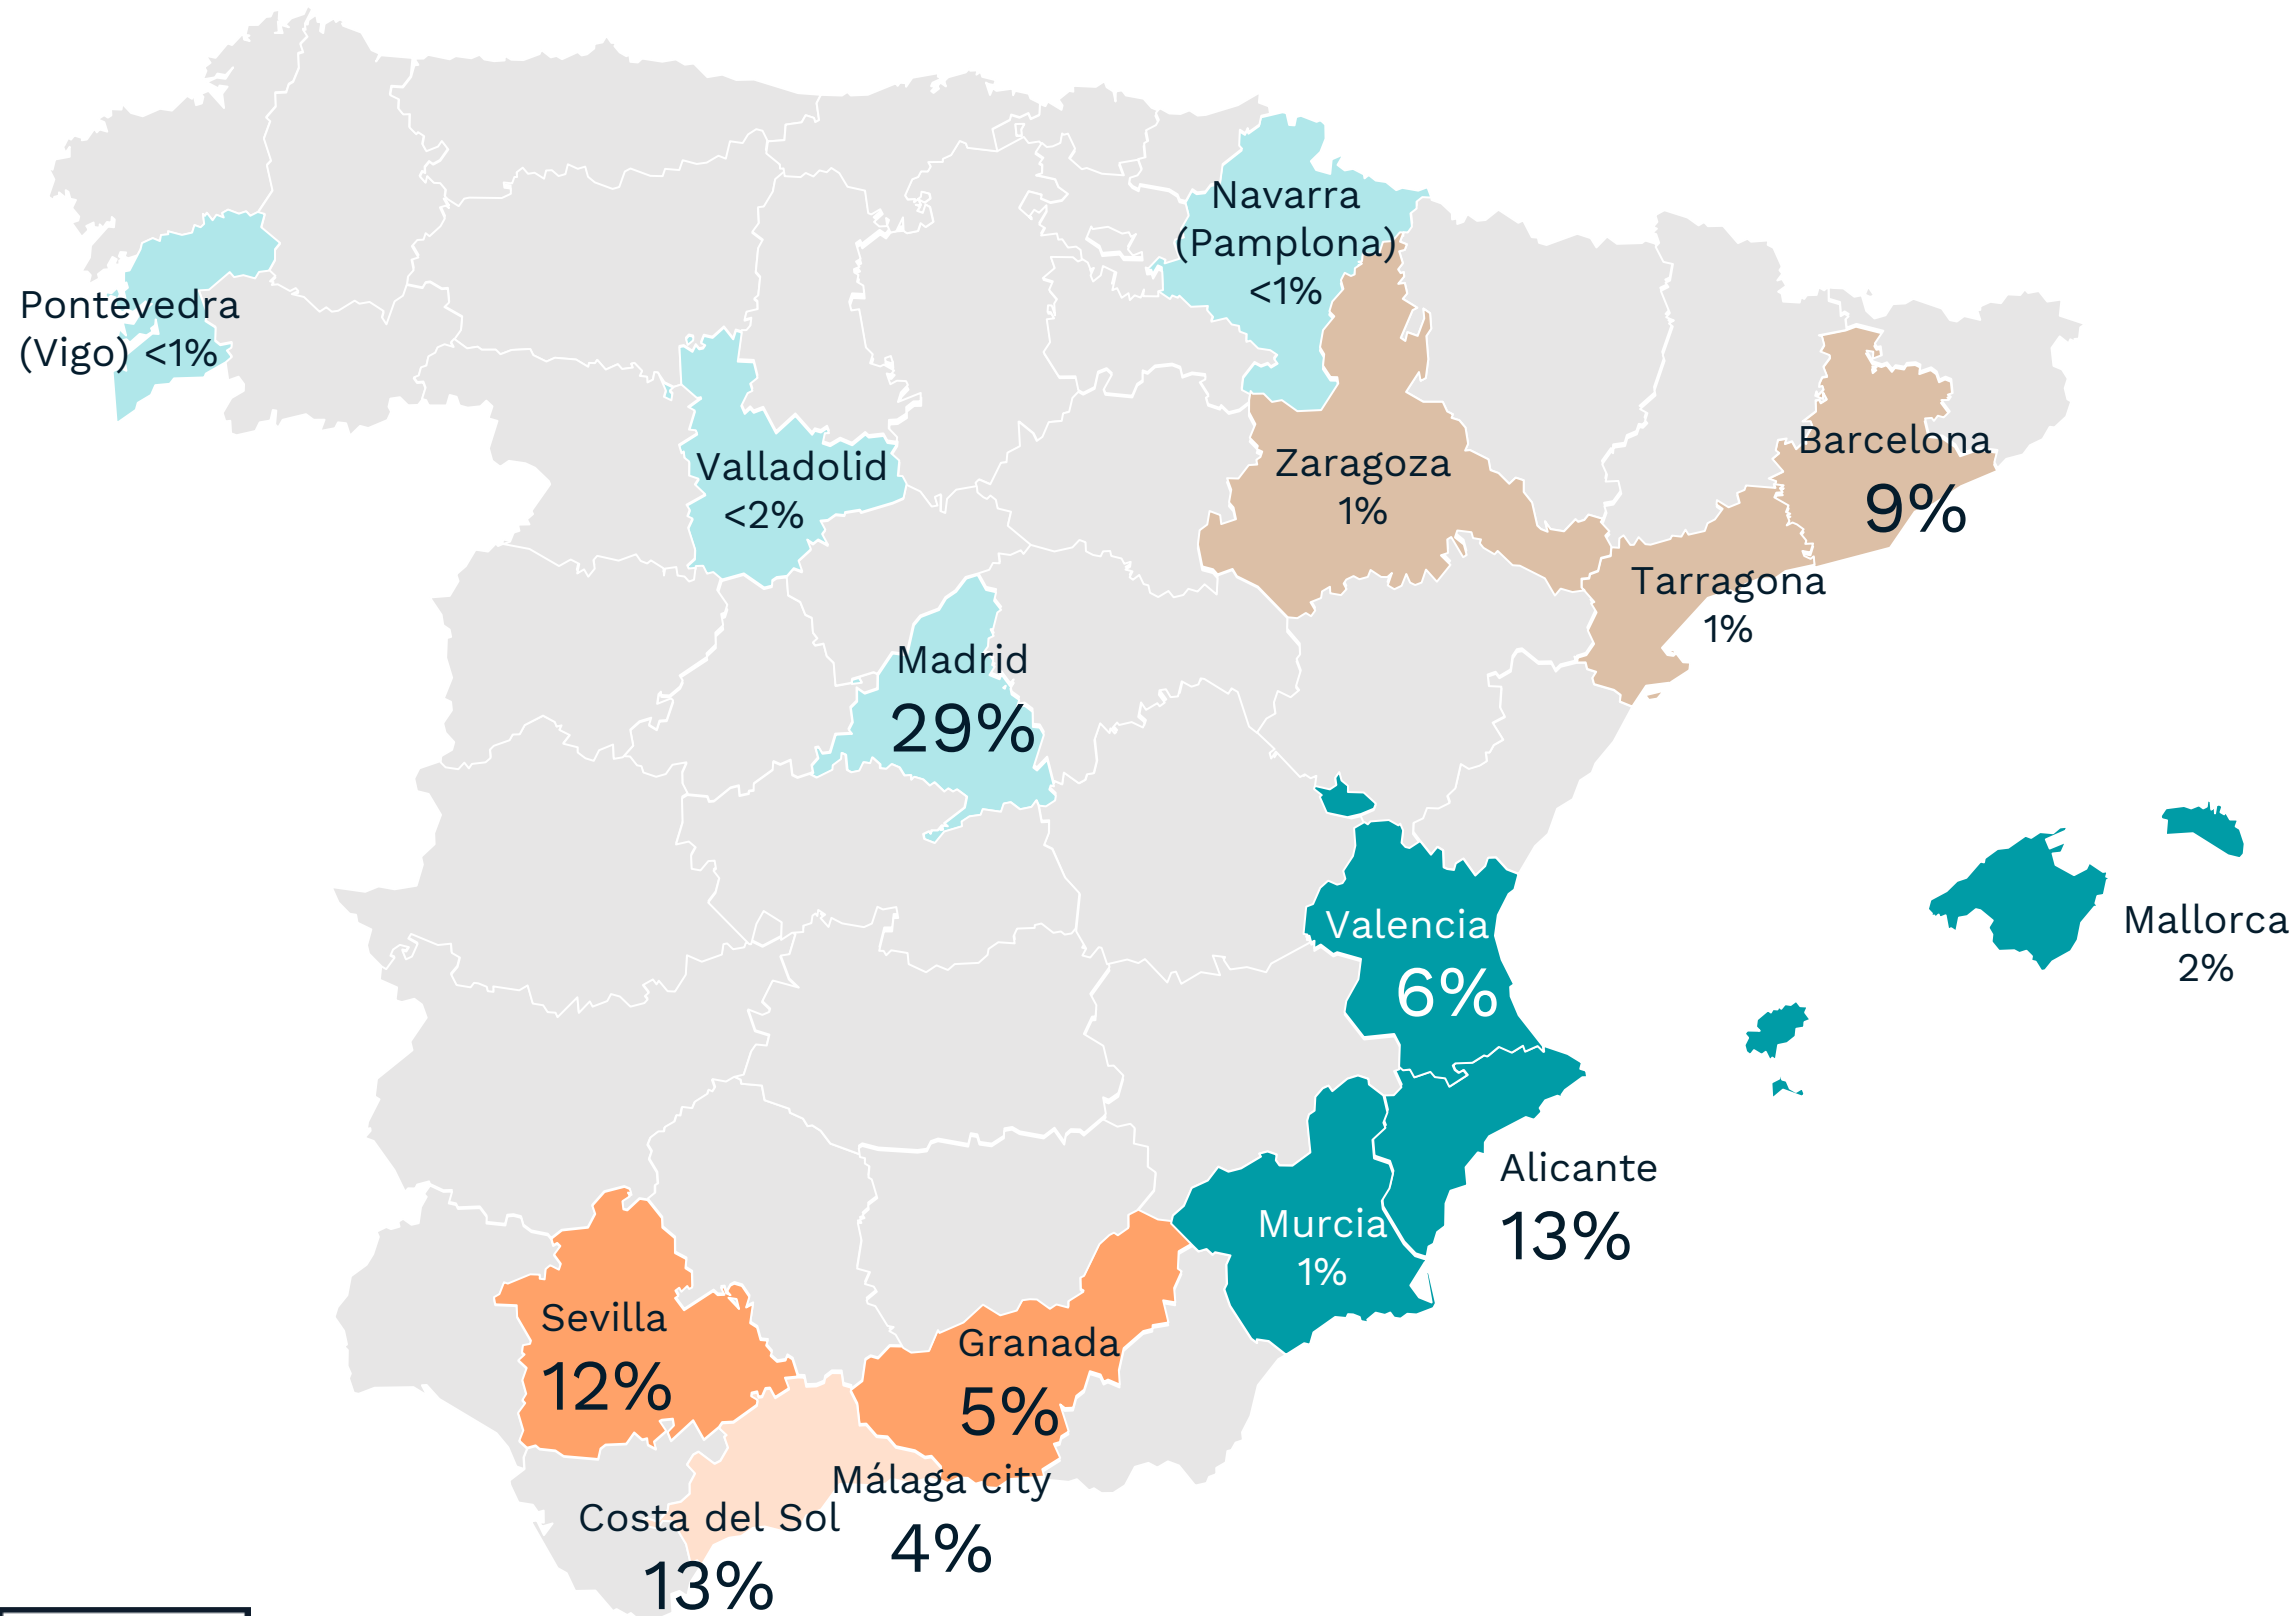 Navarra
(Pamplona)
<1%
Pontevedra
(Vigo) <1%
Valladolid
<2%
Zaragoza
1%
Barcelona
9%
Tarragona
1%
Madrid
29%
Valencia
6%
Mallorca
2%
Alicante
13%
Murcia
1%
Sevilla
12%
Granada
5%
Málaga city
4%
Costa del Sol
13%